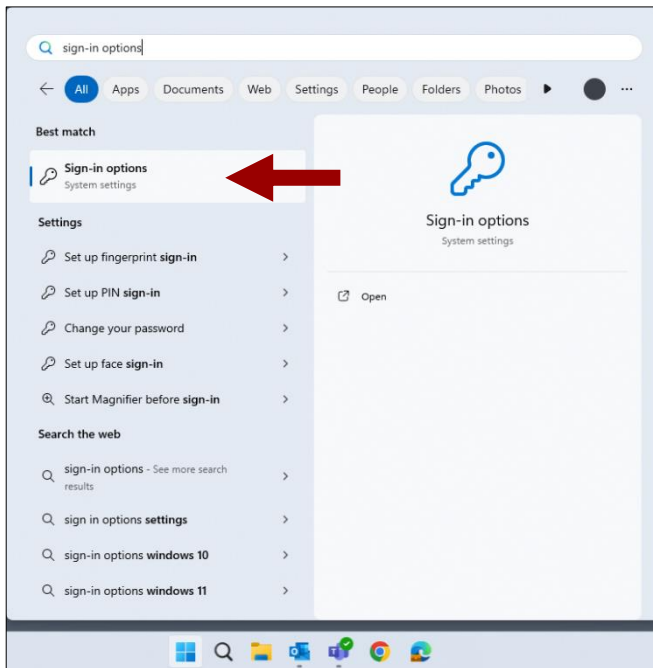 sign-in options
All Apps Documents Web Settings People Folders Photos
Best match
Sign-in options
System settings
Settings
Set up fingerprint sign-in
Set up PIN sign-in
Change your password
Set up face sign-in
Start Magnifier before sign-in
Search the web
sign-in options - See more search
results
sign in options settings
sign-in options windows 10
sign-in options windows 11
Sign-in options
System settings
Open